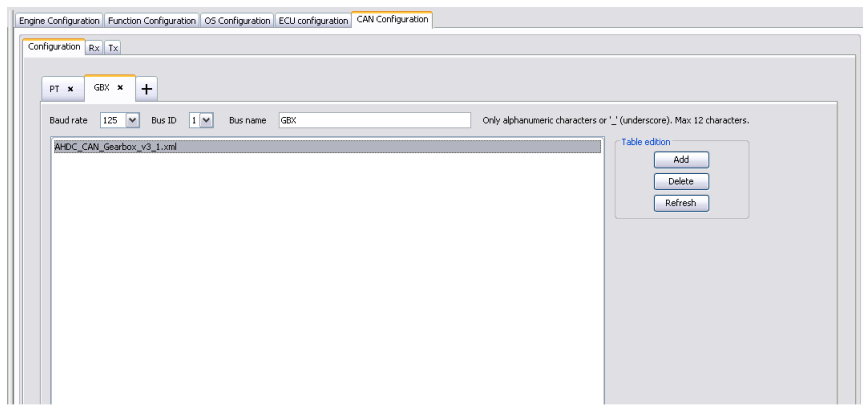 Engine Configuration Function Configuration OS Configuration ECU configuration CAN Configuration
Configuration Rx Tx
PT × GBX × +
Baud rate 125 Bus ID 1 Bus name GBX Only alphanumeric characters or '_' (underscore). Max 12 characters.
AHDC_CAN_Gearbox_v3_1.xml
Table edition
Add
Delete
Refresh